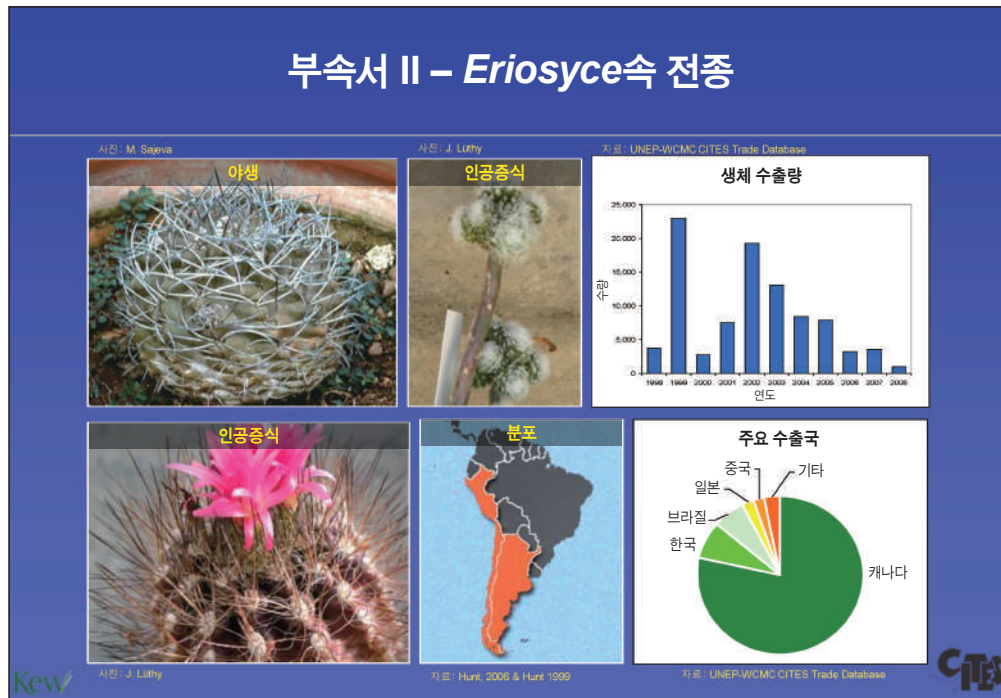 부속서 II – Eriosyce속 전종
사진: M. Sajeva
사진: J. Lüthy
자료: UNEP-WCMC CITES Trade Database
야생
인공증식
생체 수출량
25,000
20,000
15,000
10,000
5,000
0
수량
1998 1999 2000 2001 2002 2003 2004 2005 2006 2007 2008
연도
인공증식
분포
주요 수출국
중국
기타
일본
브라질
한국
캐나다
Kew
사진: J. Lüthy
자료: Hunt, 2006 & Hunt 1999
자료: UNEP-WCMC CITES Trade Database
CITES